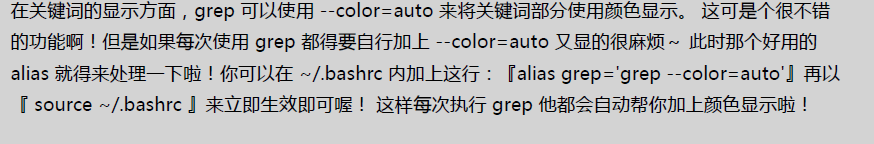 在关键词的显示方面，grep 可以使用 --color=auto 来将关键词部分使用颜色显示。 这可是个很不错
的功能啊！但是如果每次使用 grep 都得要自行加上 --color=auto 又显的很麻烦～ 此时那个好用的
alias 就得来处理一下啦！你可以在 ~/.bashrc 内加上这行：『alias grep='grep --color=auto'』再以
『 source ~/.bashrc 』来立即生效即可喔！ 这样每次执行 grep 他都会自动帮你加上颜色显示啦！